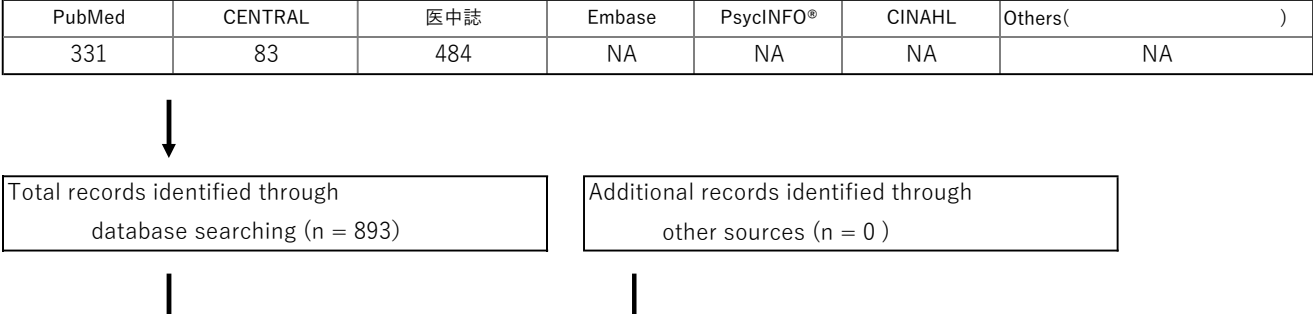 PubMed CENTRAL 医中誌 Embase PsycINFO® CINAHL Others( )
331 83 484 NA NA NA NA
Total records identified through
database searching (n = 893)
Additional records identified through
other sources (n = 0 )